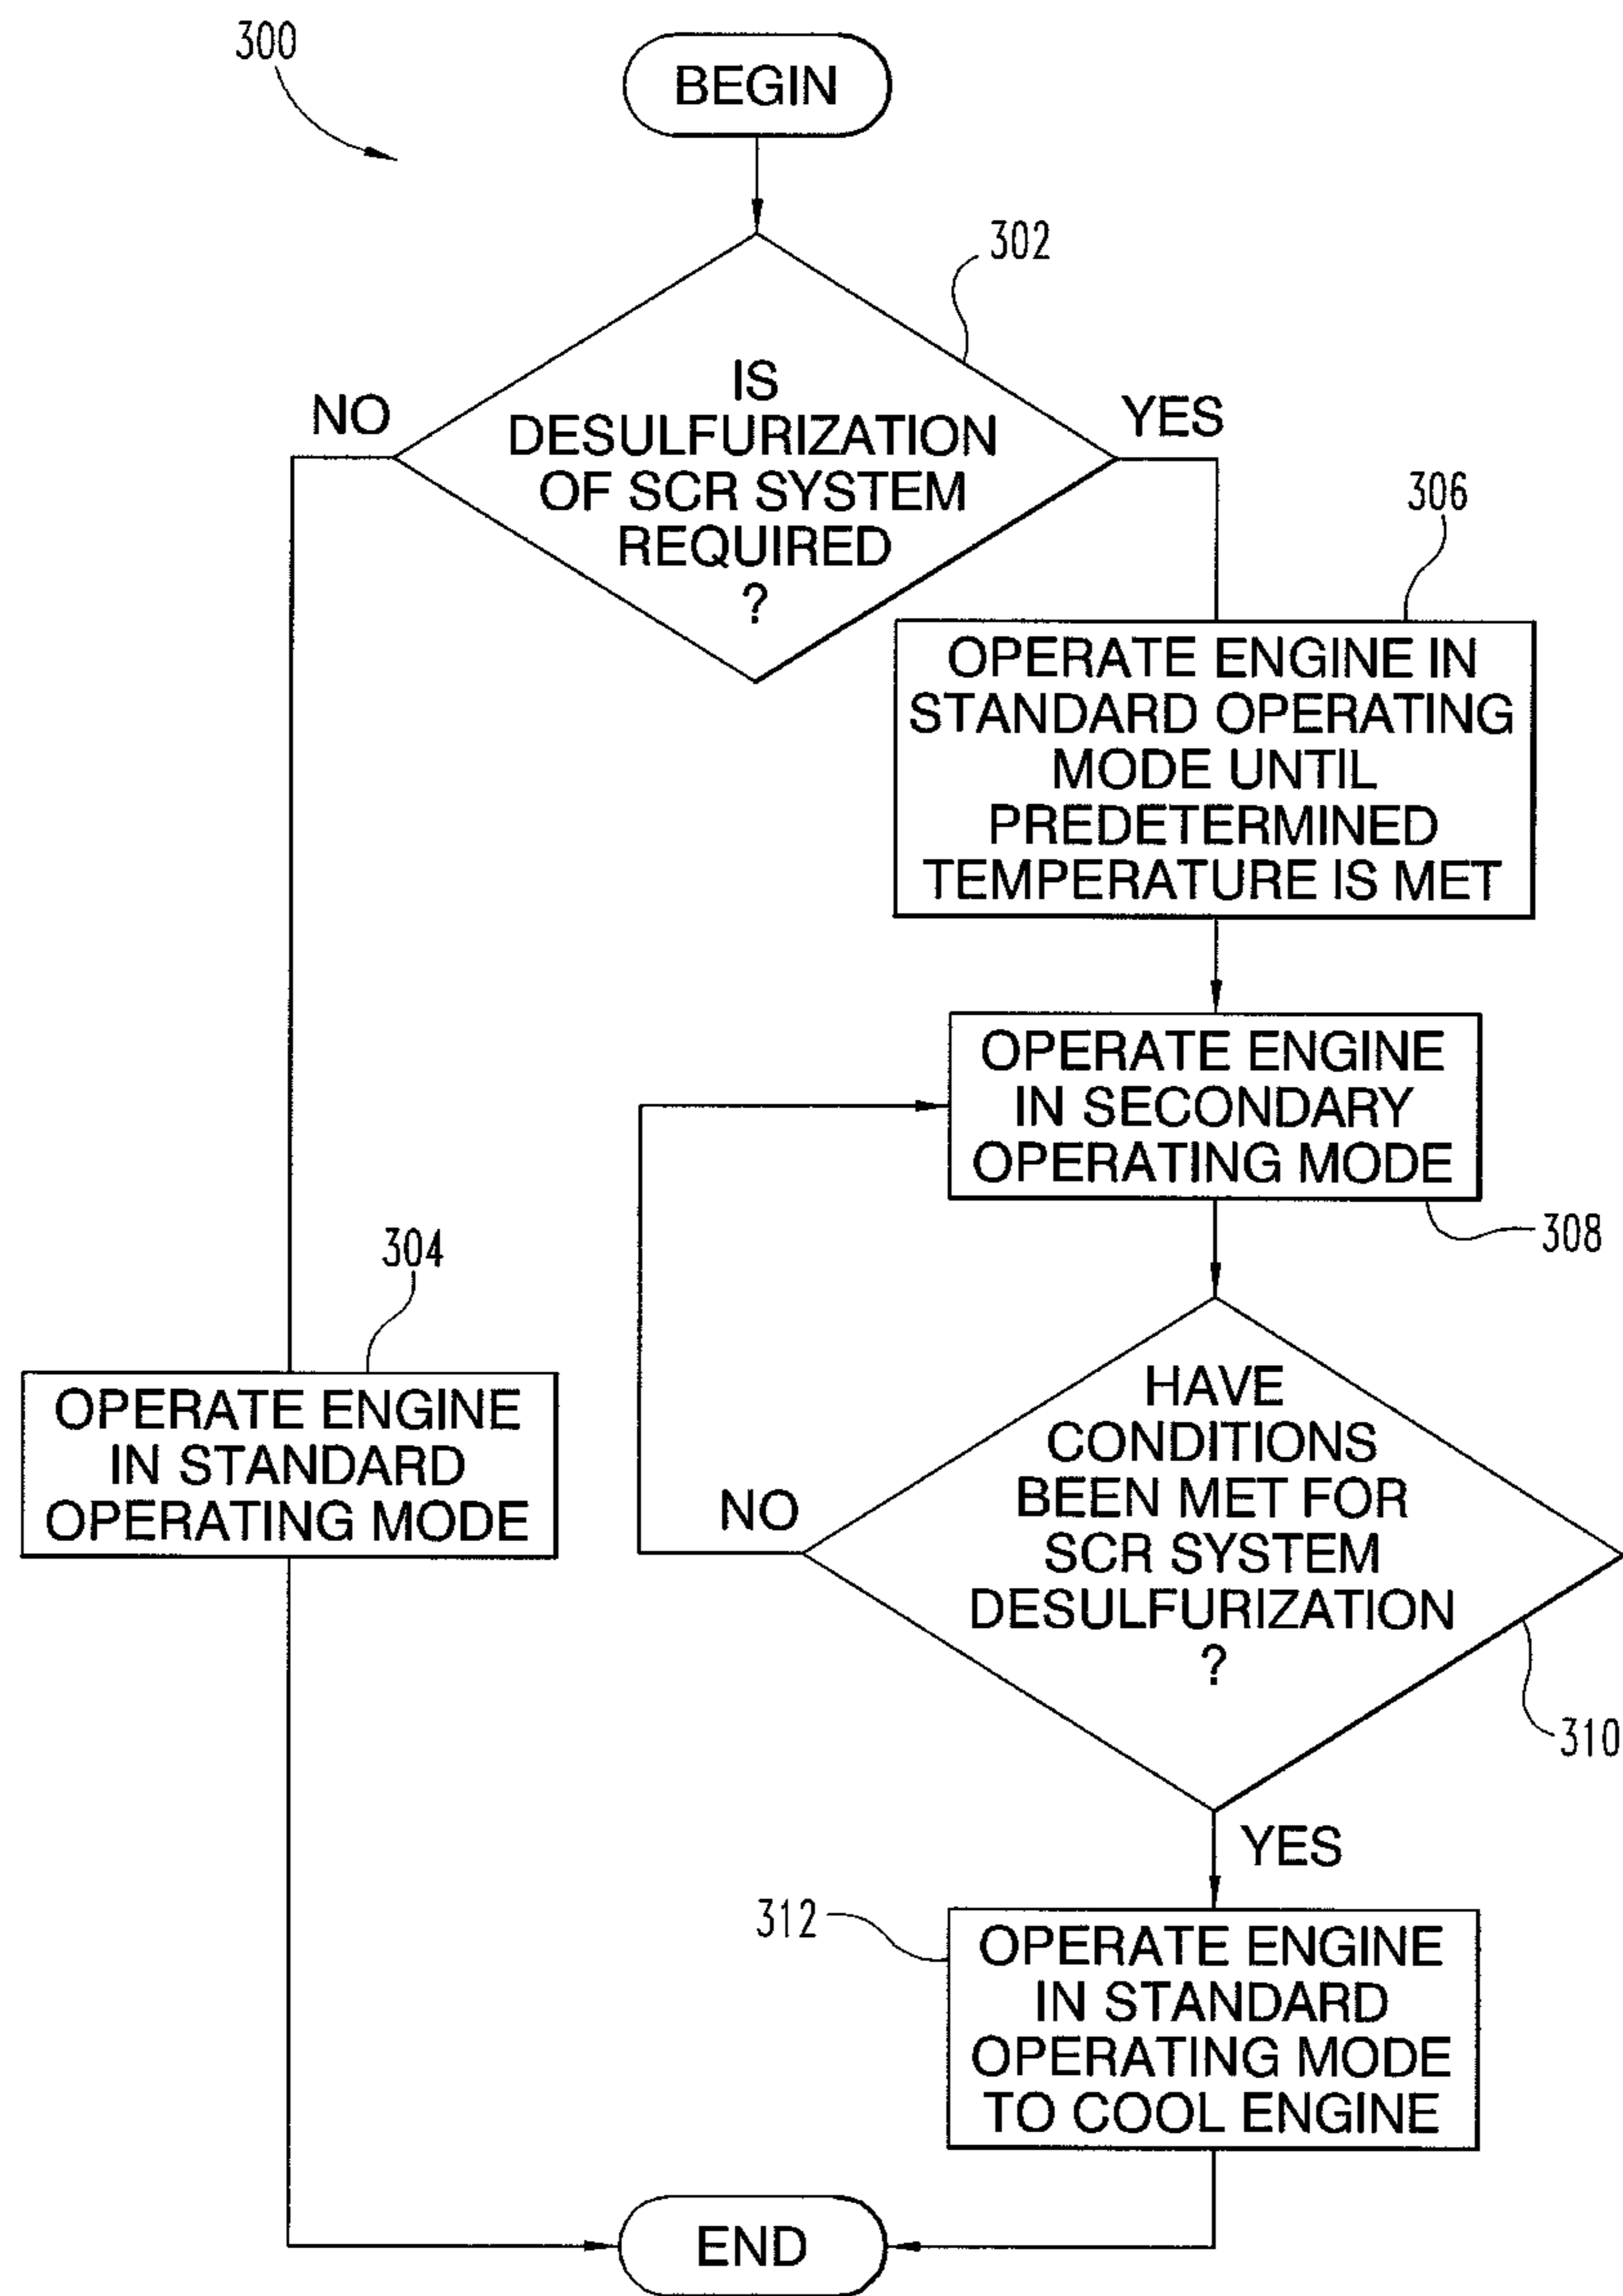 300
BEGIN
302
IS
DESULFURIZATION
OF SCR SYSTEM
REQUIRED
?
NO
YES
306
OPERATE ENGINE IN
STANDARD OPERATING
MODE UNTIL
PREDETERMINED
TEMPERATURE IS MET
OPERATE ENGINE
IN SECONDARY
OPERATING MODE
308
304
OPERATE ENGINE
IN STANDARD
OPERATING MODE
HAVE
CONDITIONS
BEEN MET FOR
SCR SYSTEM
DESULFURIZATION
?
NO
310
YES
312
OPERATE ENGINE
IN STANDARD
OPERATING MODE
TO COOL ENGINE
END